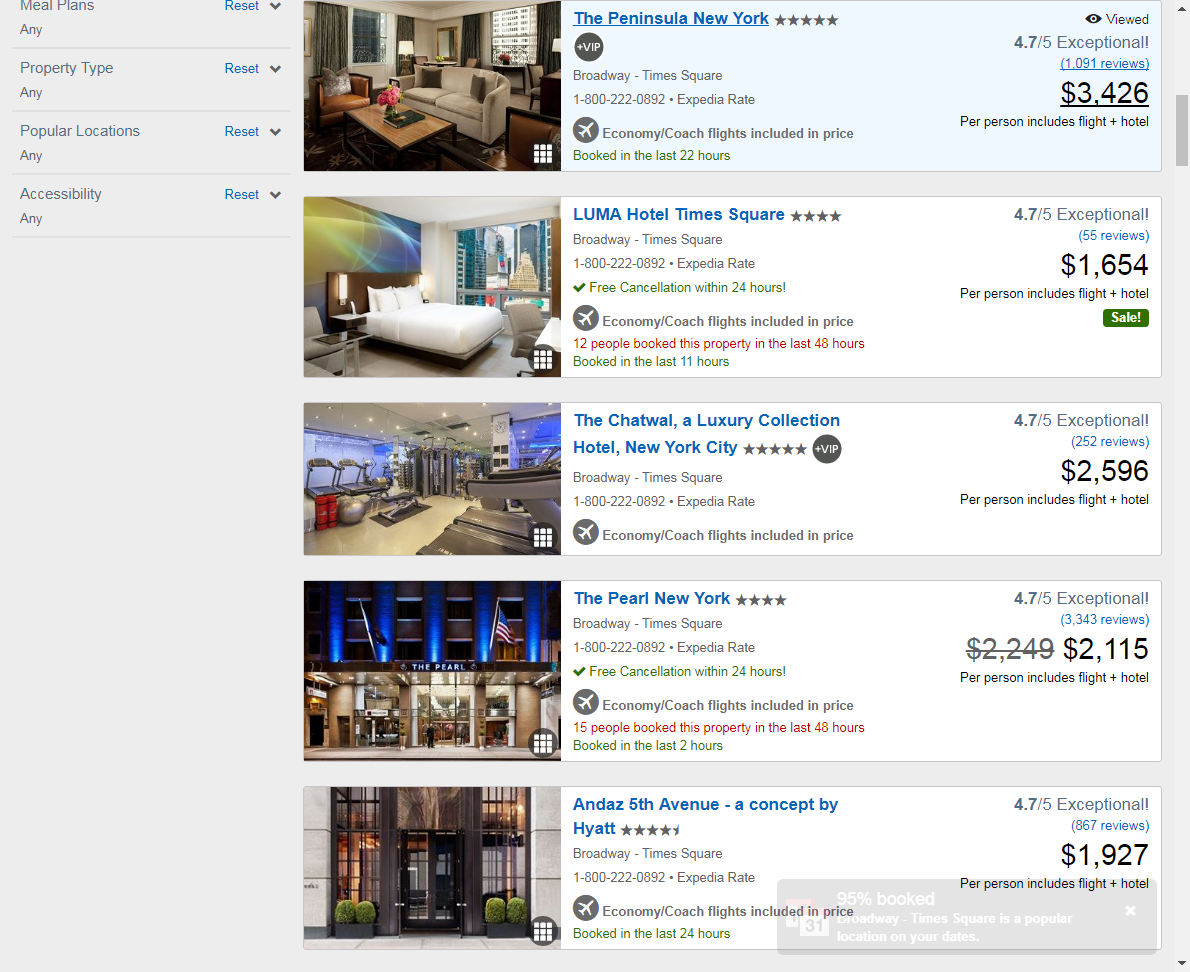 Meal Plans Reset
Any
Property Type Reset
Any
Popular Locations Reset
Any
Accessibility Reset
Any
The Peninsula New York
Viewed
+VIP
4.7/5 Exceptional!
(1,091 reviews)
Broadway - Times Square
$3,426
1-800-222-0892 • Expedia Rate
Per person includes flight + hotel
Economy/Coach flights included in price
Booked in the last 22 hours
LUMA Hotel Times Square
4.7/5 Exceptional!
Broadway - Times Square
(55 reviews)
1-800-222-0892 • Expedia Rate
$1,654
Free Cancellation within 24 hours!
Per person includes flight + hotel
Economy/Coach flights included in price
Sale!
12 people booked this property in the last 48 hours
Booked in the last 11 hours
The Chatwal, a Luxury Collection
Hotel, New York City +VIP
4.7/5 Exceptional!
(252 reviews)
Broadway - Times Square
$2,596
1-800-222-0892 • Expedia Rate
Per person includes flight + hotel
Economy/Coach flights included in price
THE PEARL
The Pearl New York
4.7/5 Exceptional!
Broadway - Times Square
(3,343 reviews)
1-800-222-0892 • Expedia Rate
$2,249 $2,115
Free Cancellation within 24 hours!
Per person includes flight + hotel
Economy/Coach flights included in price
15 people booked this property in the last 48 hours
Booked in the last 2 hours
Andaz 5th Avenue - a concept by
Hyatt
4.7/5 Exceptional!
(867 reviews)
Broadway - Times Square
$1,927
1-800-222-0892 • Expedia Rate
Per person includes flight + hotel
Economy/Coach flights included in price
Booked in the last 24 hours
31
95% booked
Broadway - Times Square is a popular
location on your dates.